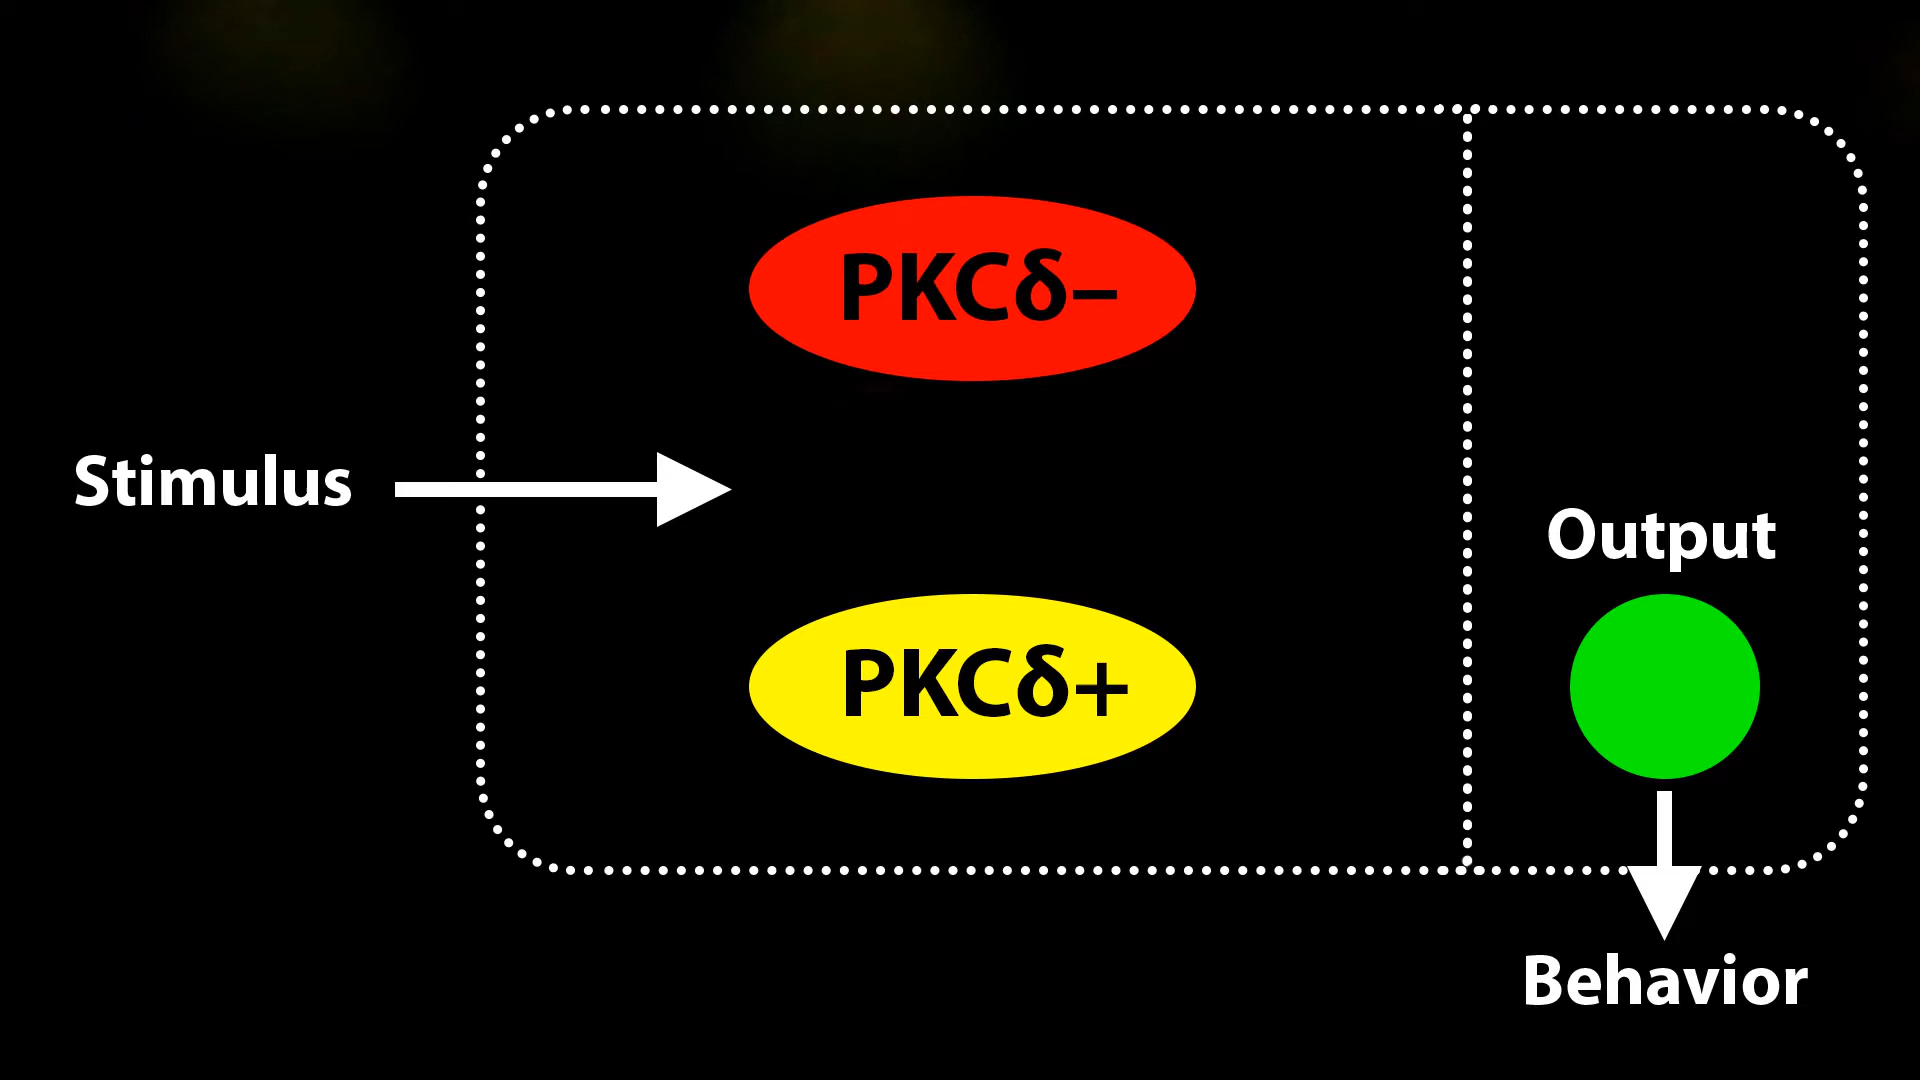 PKCδ–
Stimulus
Output
PKCδ+
Behavior